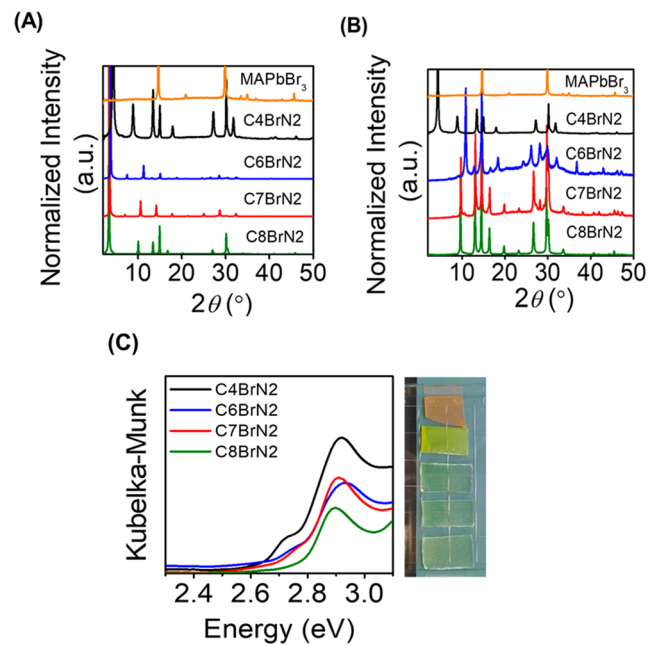 (A)
Normalized Intensity
(a.u.)
MAPbBr3
C4BrN2
C6BrN2
C7BrN2
C8BrN2
10 20 30 40 50
2θ (°)
(B)
Normalized Intensity
(a.u.)
MAPbBr3
C4BrN2
C6BrN2
C7BrN2
C8BrN2
10 20 30 40 50
2θ (°)
(C)
Kubelka-Munk
C4BrN2
C6BrN2
C7BrN2
C8BrN2
2.4 2.6 2.8 3.0
Energy (eV)